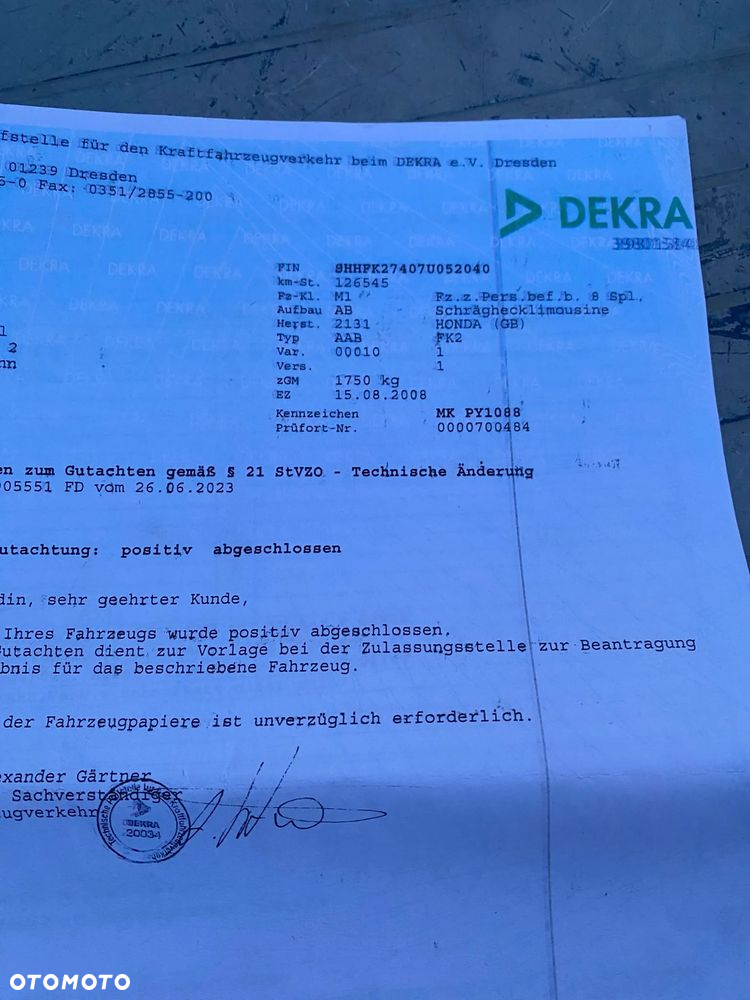 fstelle für den Kraftfahrzeugverkehr beim DEKRA e.V. Dresden
01239 Dresden
5-0 Fax: 0351/2855-200
DEKRA
FIN SHHFK27407U052040
km-St. 126545
Fz-Kl. M1 Fz.z.Pers.bef.b. 8 Spl.
Aufbau AB Schräghecklimousine
Herst. 2131 HONDA (GB)
Typ AAB FK2
Var. 00010 1
Vers. 1
zGM 1750 kg
EZ 15.08.2008
Kennzeichen MK PY1088
Prüfort-Nr. 0000700484
l
2
nn
en zum Gutachten gemäß § 21 StVZO - Technische Änderung
905551 FD vom 26.06.2023
utachtung: positiv abgeschlossen
din, sehr geehrter Kunde,
Ihres Fahrzeugs wurde positiv abgeschlossen.
Gutachten dient zur Vorlage bei der Zulassungsstelle zur Beantragung
bnis für das beschriebene Fahrzeug.
der Fahrzeugpapiere ist unverzüglich erforderlich.
exander Gärtner
Sachverständiger
zeugverkehr
DEKRA
20034
OTOMOTO